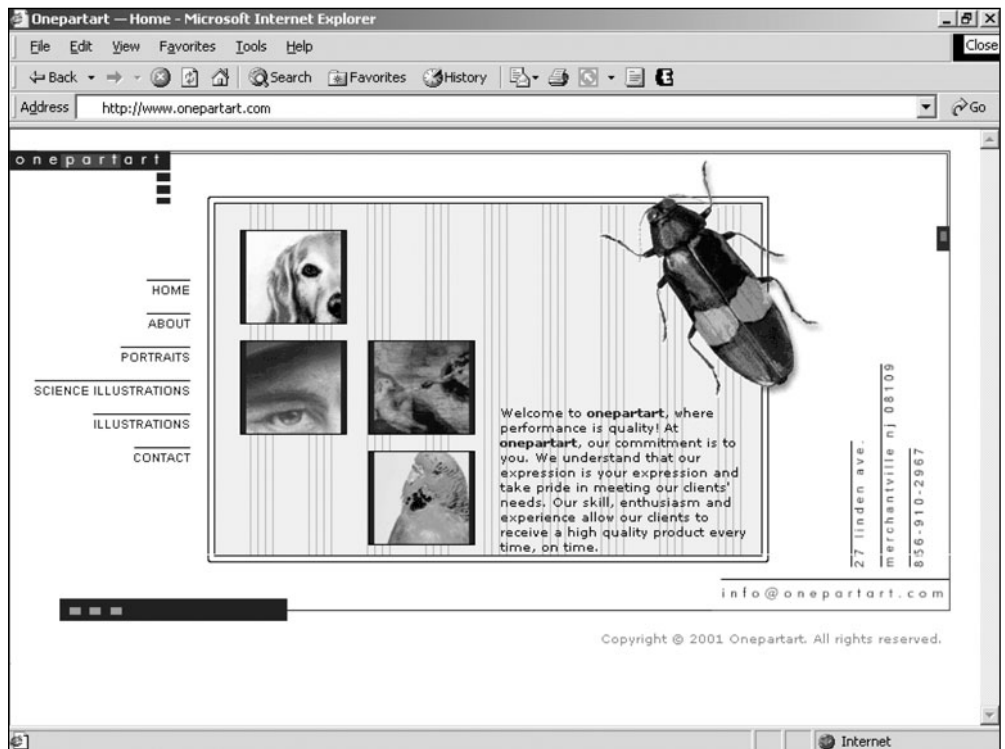 Onepartart — Home - Microsoft Internet Explorer
File Edit View Favorites Tools Help
Close
Back Search Favorites History
Address http://www.onepartart.com Go
onepartart
HOME
ABOUT
PORTRAITS
SCIENCE ILLUSTRATIONS
ILLUSTRATIONS
CONTACT
Welcome to onepartart, where
performance is quality! At
onepartart, our commitment is to
you. We understand that our
expression is your expression and
take pride in meeting our clients'
needs. Our skill, enthusiasm and
experience allow our clients to
receive a high quality product every
time, on time.
27 linden ave.
merchantville nj 08109
856-910-2967
info@onepartart.com
Copyright © 2001 Onepartart. All rights reserved.
Internet